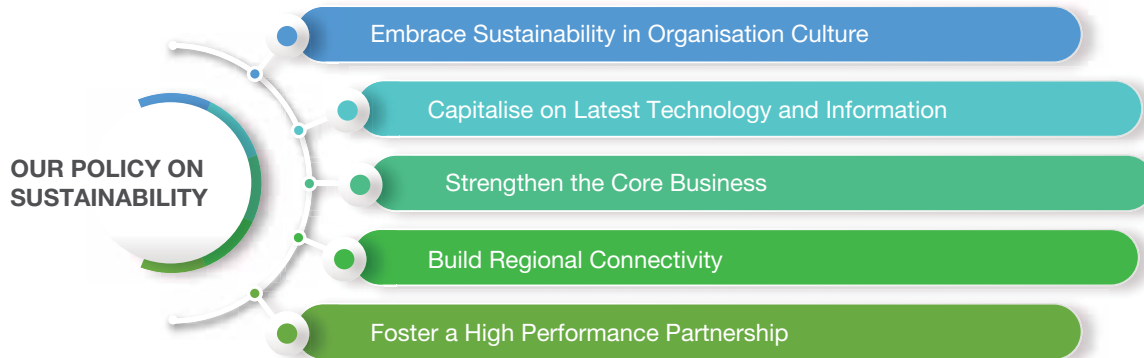 OUR POLICY ON
SUSTAINABILITY
Embrace Sustainability in Organisation Culture
Capitalise on Latest Technology and Information
Strengthen the Core Business
Build Regional Connectivity
Foster a High Performance Partnership